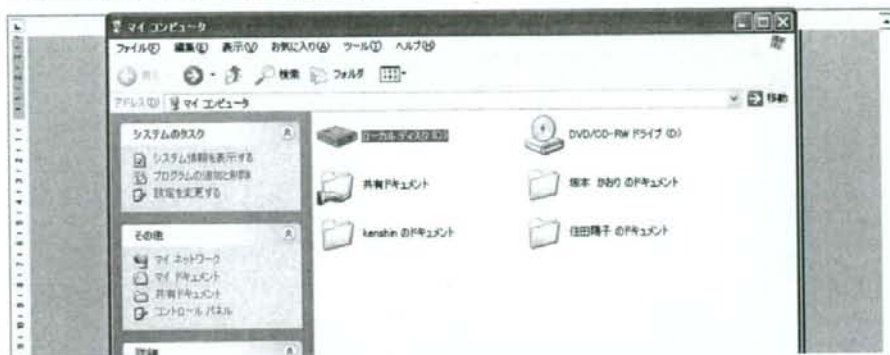 マイ コンピュータ
ファイル(F) 編集(E) 表示(V) お気に入り(A) ツール(T) ヘルプ(H)
検索 フォルダ
アドレス(D) マイ コンピュータ 移動
システムのタスク
システム情報を表示する
プログラムの追加と削除
設定を変更する
その他
マイ ネットワーク
マイ ドキュメント
共有ドキュメント
コントロール パネル
詳細
ローカル ディスク (C:)
DVD/CD-RW ドライブ (D:)
共有ドキュメント
坂本 かおり のドキュメント
kenshin のドキュメント
住田陽子 のドキュメント